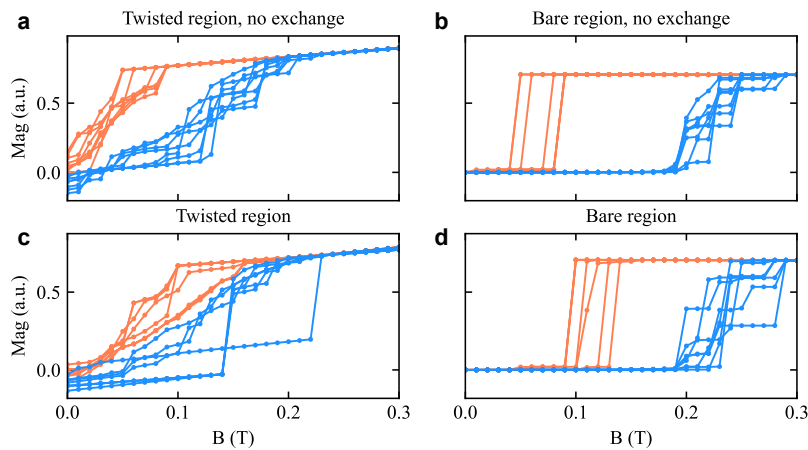 a Twisted region, no exchange
b Bare region, no exchange
Mag (a.u.)
0.5
0.0
c Twisted region
d Bare region
Mag (a.u.)
0.5
0.0
0.0 0.1 0.2 0.3
0.0 0.1 0.2 0.3
B (T)
B (T)